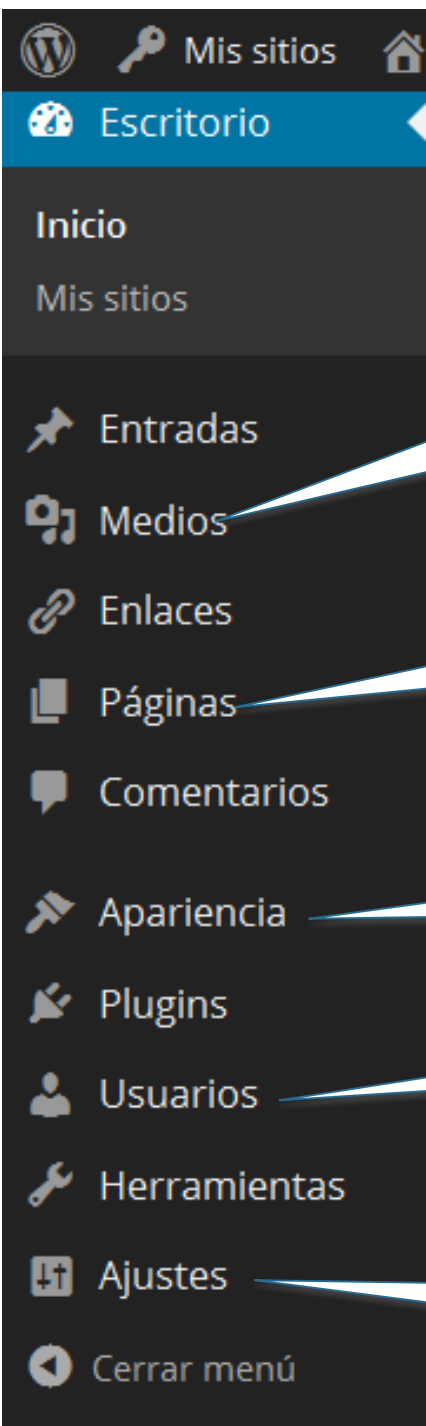 Mis sitios
Escritorio
Inicio
Mis sitios
Entradas
Medios
Enlaces
Páginas
Comentarios
Apariencia
Plugins
Usuarios
Herramientas
Ajustes
Cerrar menú